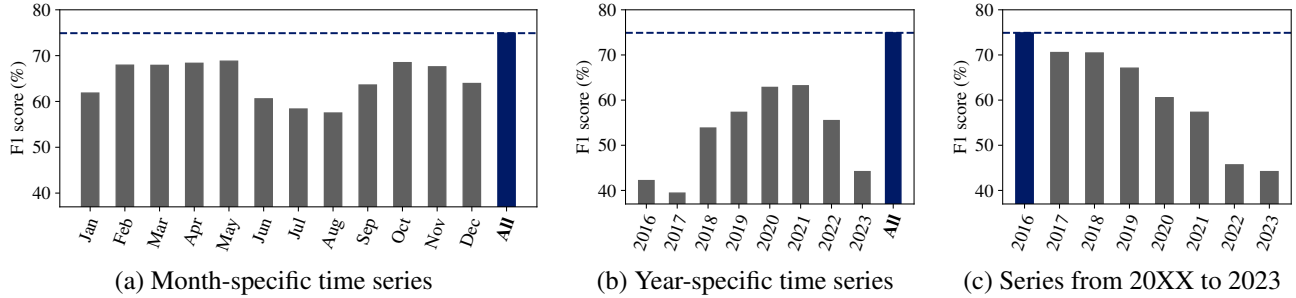 80
70
60
50
40
F1 score (%)
Jan
Feb
Mar
Apr
May
Jun
Jul
Aug
Sep
Oct
Nov
Dec
All
(a) Month-specific time series
80
70
60
50
40
F1 score (%)
2016
2017
2018
2019
2020
2021
2022
2023
All
(b) Year-specific time series
80
70
60
50
40
F1 score (%)
2016
2017
2018
2019
2020
2021
2022
2023
(c) Series from 20XX to 2023